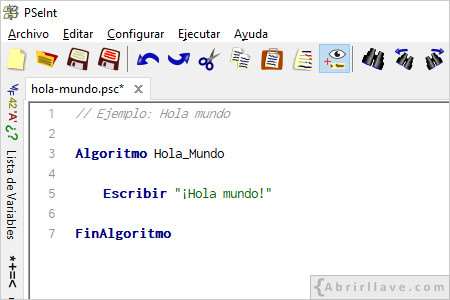 PSeInt
Archivo Editar Configurar Ejecutar Ayuda
hola-mundo.psc* X
1 // Ejemplo: Hola mundo
2
3 Algoritmo Hola_Mundo
4
5 Escribir "¡Hola mundo!"
6
7 FinAlgoritmo
42 'A' ¿?
Lista de Variables
*+=<
{Abrirllave.com